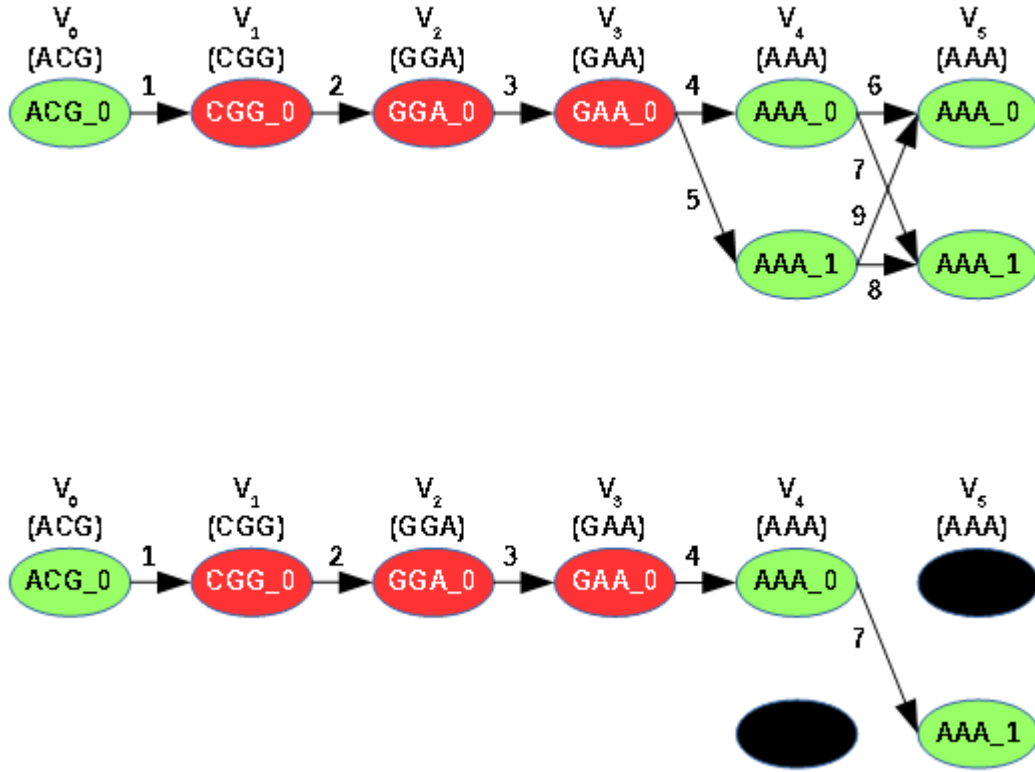 V₀ V₁ V₂ V₃ V₄ V₅
(ACG) (CGG) (GGA) (GAA) (AAA) (AAA)
1 2 3 4 6
ACG_0 CGG_0 GGA_0 GAA_0 AAA_0 AAA_0
7
5 9
AAA_1 AAA_1
8
V₀ V₁ V₂ V₃ V₄ V₅
(ACG) (CGG) (GGA) (GAA) (AAA) (AAA)
1 2 3 4
ACG_0 CGG_0 GGA_0 GAA_0 AAA_0
7
AAA_1